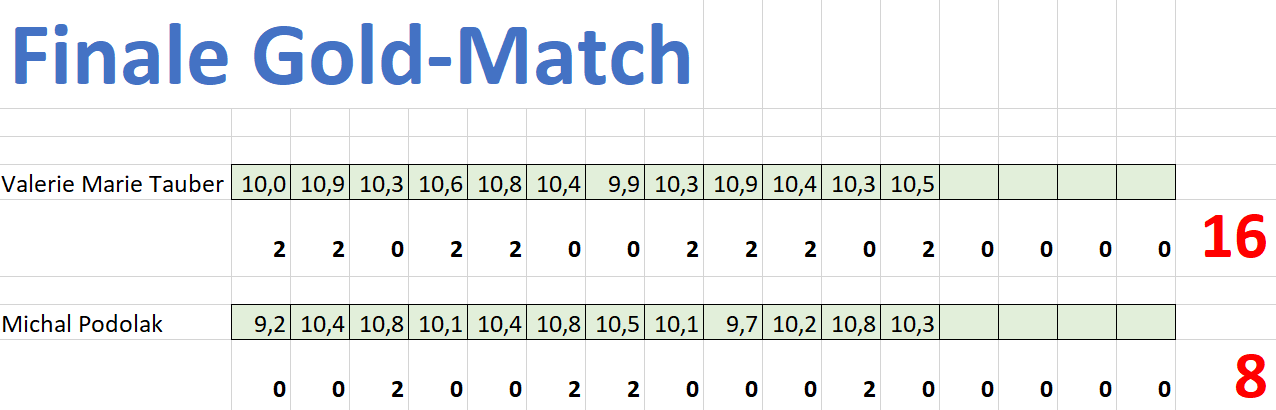 Finale Gold-Match
Valerie Marie Tauber 10,0 10,9 10,3 10,6 10,8 10,4 9,9 10,3 10,9 10,4 10,3 10,5
2 2 0 2 2 0 0 2 2 2 0 2 0 0 0 0 16
Michal Podolak 9,2 10,4 10,8 10,1 10,4 10,8 10,5 10,1 9,7 10,2 10,8 10,3
0 0 2 0 0 2 2 0 0 0 2 0 0 0 0 0 8